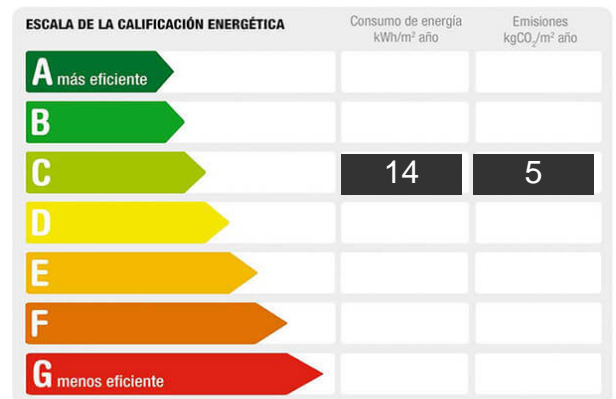 ESCALA DE LA CALIFICACIÓN ENERGÉTICA
Consumo de energía
kWh/m² año
Emisiones
kgCO₂/m² año
A más eficiente
B
C 14 5
D
E
F
G menos eficiente